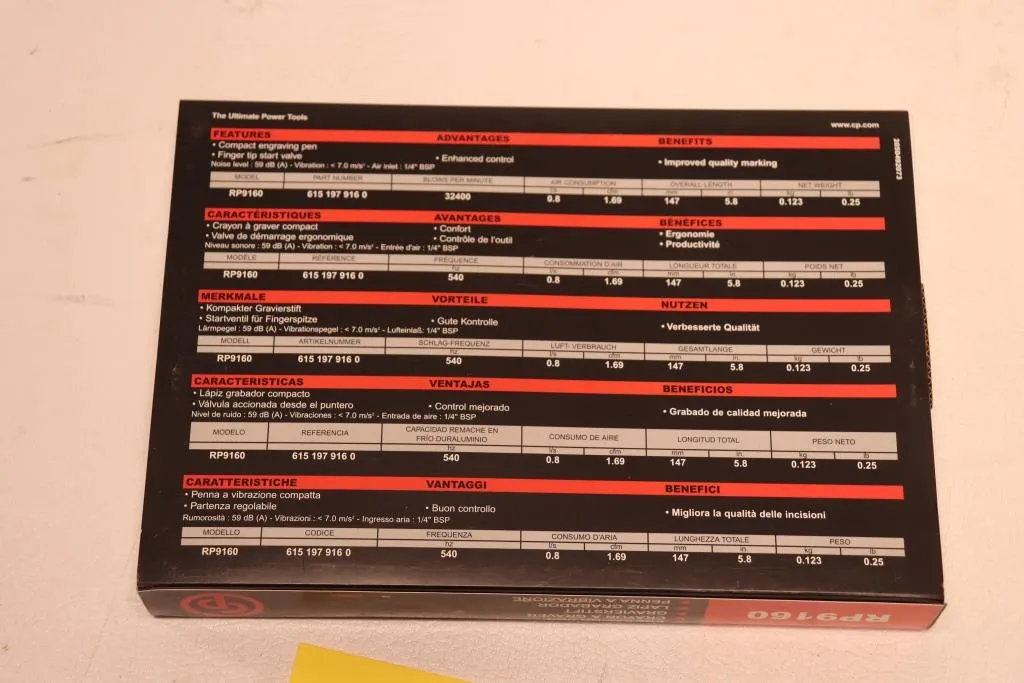 The Ultimate Power Tools
www.cp.com
2050492073
FEATURES ADVANTAGES BENEFITS
• Compact engraving pen
• Finger tip start valve • Enhanced control • Improved quality marking
Noise level : 59 dB (A) - Vibration : < 7.0 m/s² - Air inlet : 1/4" BSP
MODEL PART NUMBER BLOWS PER MINUTE AIR CONSUMPTION OVERALL LENGTH NET WEIGHT
l/s cfm mm in. kg lb
RP9160 615 197 916 0 32400 0.8 1.69 147 5.8 0.123 0.25
CARACTÉRISTIQUES AVANTAGES BÉNÉFICES
• Crayon à graver compact • Confort • Ergonomie
• Valve de démarrage ergonomique • Contrôle de l'outil • Productivité
Niveau sonore : 59 dB (A) - Vibration : < 7.0 m/s² - Entrée d'air : 1/4" BSP
MODÈLE RÉFÉRENCE FRÉQUENCE CONSOMMATION D'AIR LONGUEUR TOTALE POIDS NET
hz l/s cfm mm in. kg lb
RP9160 615 197 916 0 540 0.8 1.69 147 5.8 0.123 0.25
MERKMALE VORTEILE NUTZEN
• Kompakter Gravierstift
• Startventil für Fingerspitze • Gute Kontrolle • Verbesserte Qualität
Lärmpegel : 59 dB (A) - Vibrationspegel : < 7.0 m/s² - Lufteinlaß: 1/4" BSP
MODELL ARTIKELNUMMER SCHLAG-FREQUENZ LUFT- VERBRAUCH GESAMTLANGE GEWICHT
hz l/s cfm mm in. kg lb
RP9160 615 197 916 0 540 0.8 1.69 147 5.8 0.123 0.25
CARACTERISTICAS VENTAJAS BENEFICIOS
• Lápiz grabador compacto
• Válvula accionada desde el puntero • Control mejorado • Grabado de calidad mejorada
Nivel de ruido : 59 dB (A) - Vibraciones : < 7.0 m/s² - Entrada de aire : 1/4" BSP
MODELO REFERENCIA CAPACIDAD REMACHE EN FRÍO DURALUMINIO CONSUMO DE AIRE LONGITUD TOTAL PESO NETO
hz l/s cfm mm in. kg lb
RP9160 615 197 916 0 540 0.8 1.69 147 5.8 0.123 0.25
CARATTERISTICHE VANTAGGI BENEFICI
• Penna a vibrazione compatta
• Partenza regolabile • Buon controllo • Migliora la qualità delle incisioni
Rumorosità : 59 dB (A) - Vibrazioni : < 7.0 m/s² - Ingresso aria : 1/4" BSP
MODELLO CODICE FREQUENZA CONSUMO D'ARIA LUNGHEZZA TOTALE PESO
hz l/s cfm mm in. kg lb
RP9160 615 197 916 0 540 0.8 1.69 147 5.8 0.123 0.25
CP
PENNA A VIBRAZIONE
LAPIZ GRABADOR
GRAVIERSTIFT
CRAYON A GRAVER
RP9160